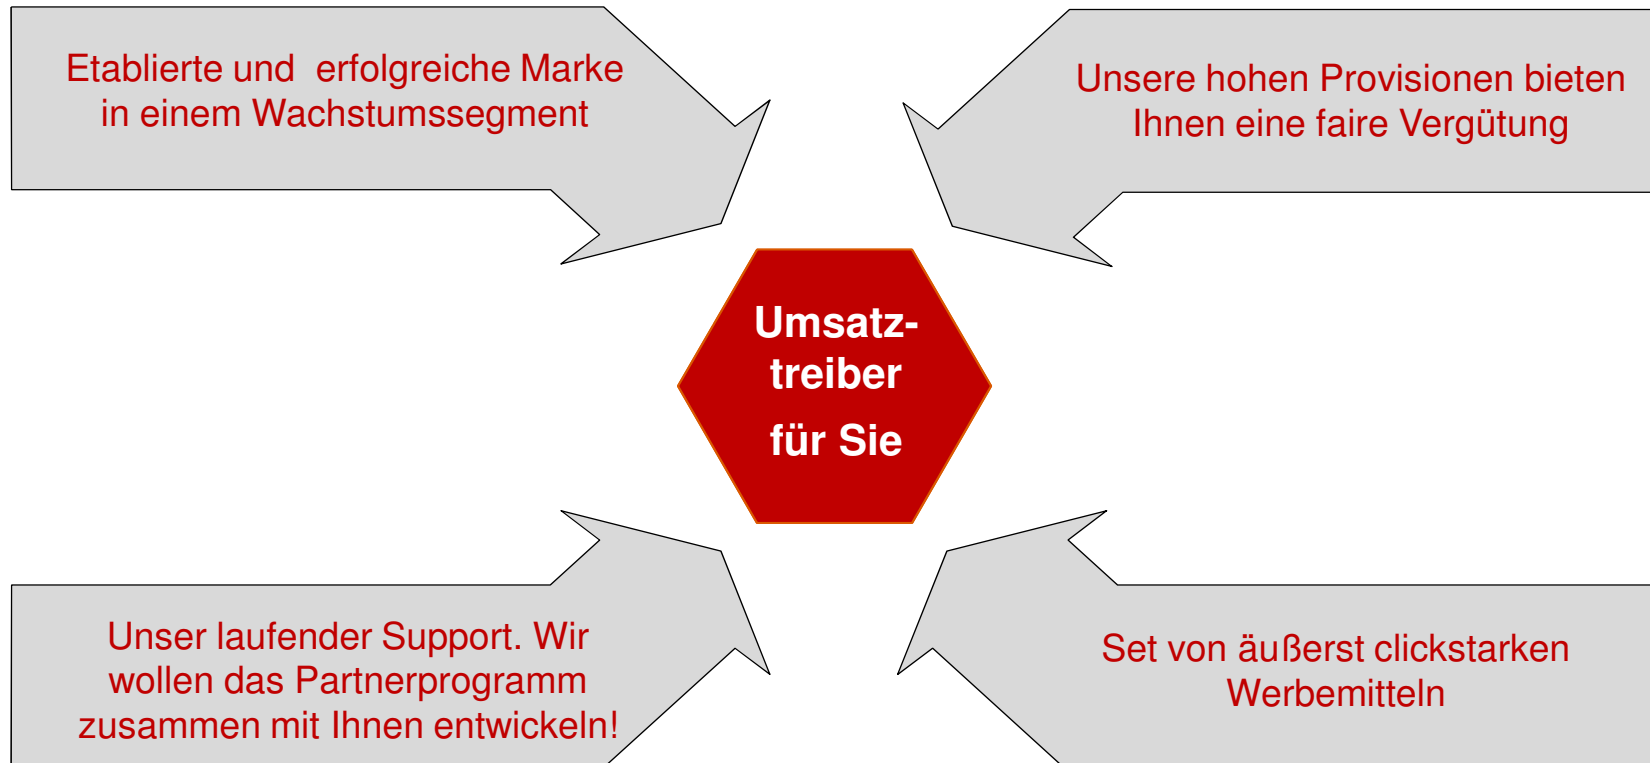 Etablierte und  erfolgreiche Marke
in einem Wachstumssegment
Unsere hohen Provisionen bieten
Ihnen eine faire Vergütung
Umsatz-
treiber
für Sie
Unser laufender Support. Wir
wollen das Partnerprogramm
zusammen mit Ihnen entwickeln!
Set von äußerst clickstarken
Werbemitteln